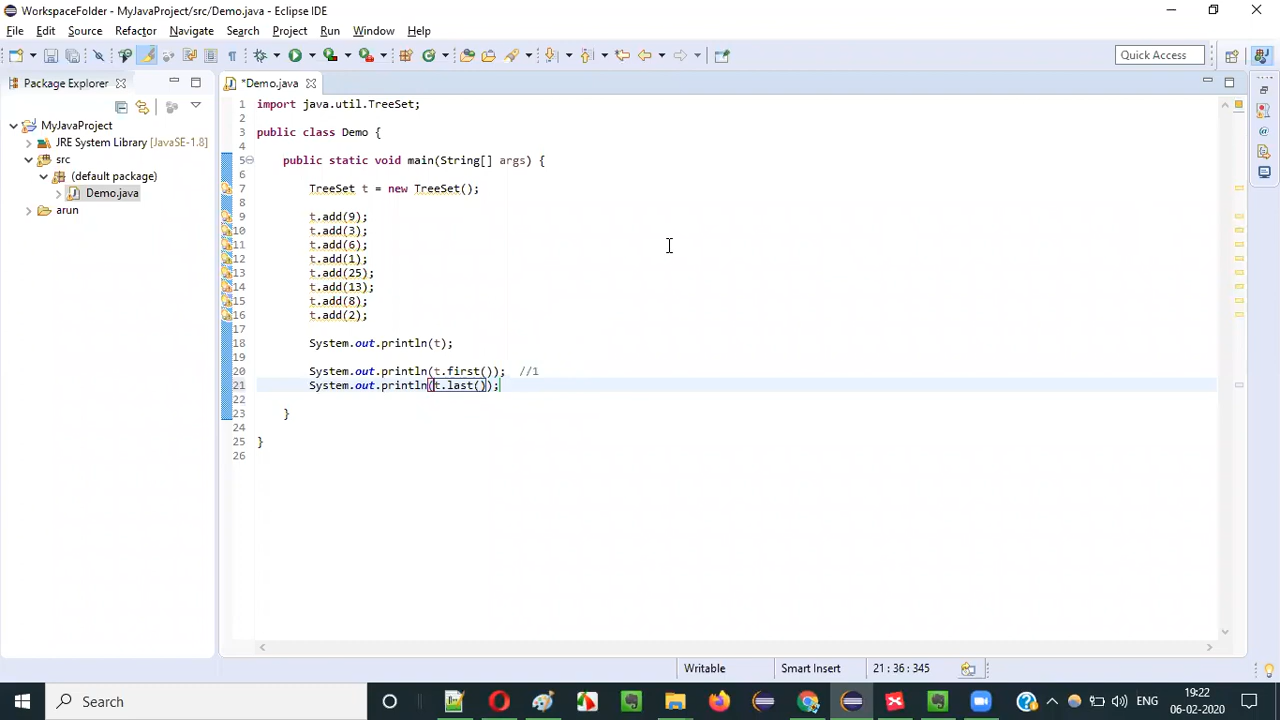 WorkspaceFolder - MyJavaProject/src/Demo.java - Eclipse IDE
File Edit Source Refactor Navigate Search Project Run Window Help
Quick Access
Package Explorer
*Demo.java
MyJavaProject
JRE System Library [JavaSE-1.8]
src
(default package)
Demo.java
arun
1 import java.util.TreeSet;
2
3 public class Demo {
4
5 public static void main(String[] args) {
6
7 TreeSet t = new TreeSet();
8
9 t.add(9);
10 t.add(3);
11 t.add(6);
12 t.add(1);
13 t.add(25);
14 t.add(13);
15 t.add(8);
16 t.add(2);
17
18 System.out.println(t);
19
20 System.out.println(t.first()); //1
21 System.out.println(t.last());
22
23 }
24
25 }
26
Writable Smart Insert 21 : 36 : 345
Search
ENG
19:22
06-02-2020